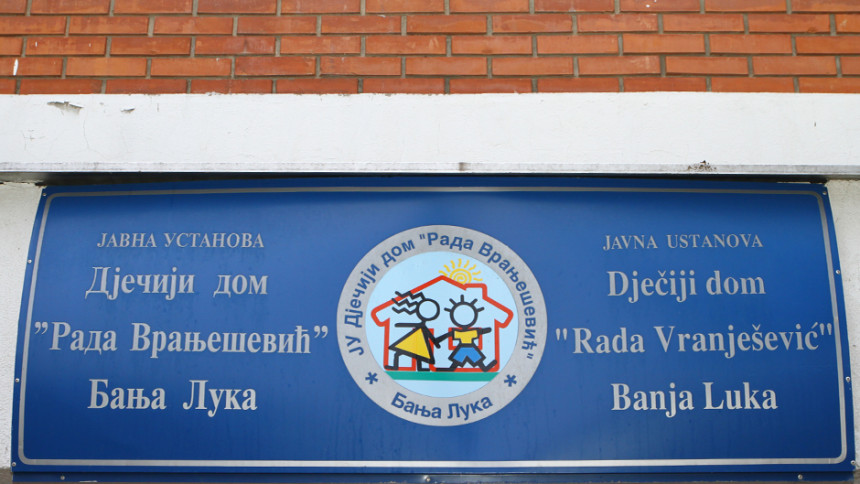 ЈАВНА УСТАНОВА
Дјечији дом
”Рада Врањешевић”
Бања Лука
ЈУ Дјечији дом "Рада Врањешевић"
* Бања Лука *
JAVNA USTANOVA
Dječiji dom
"Rada Vranješević"
Banja Luka